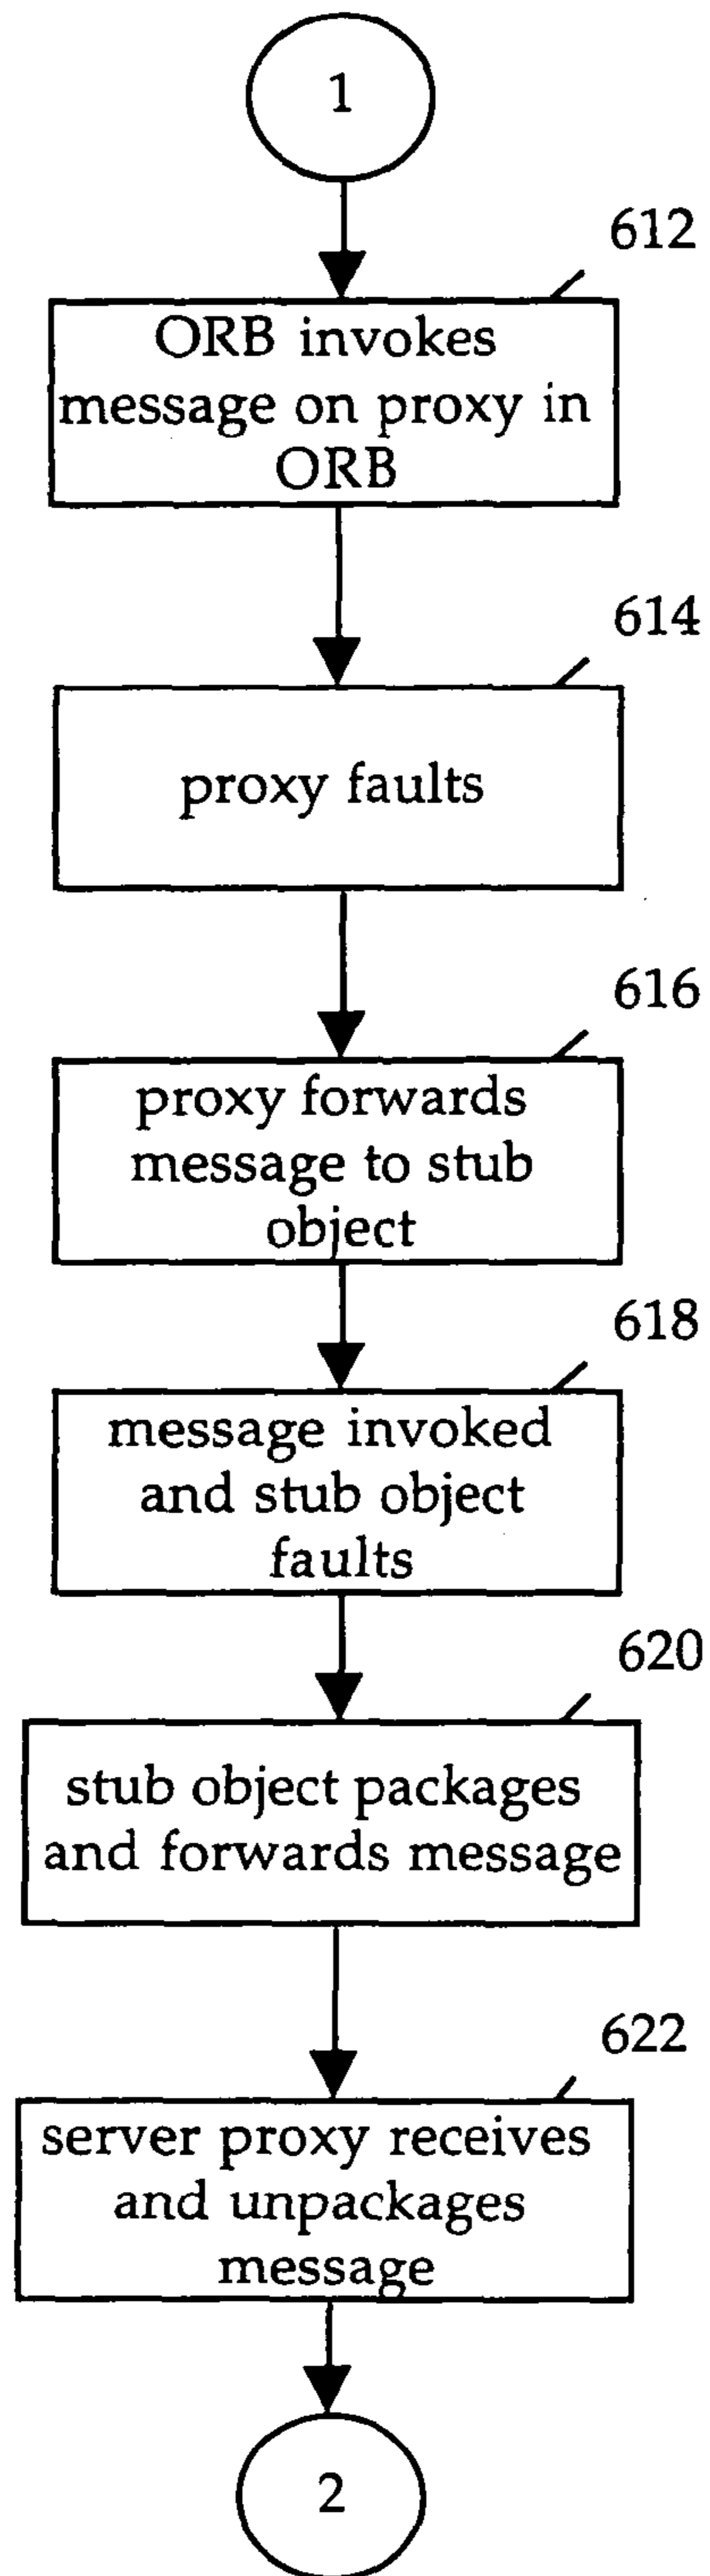 1
612
ORB invokes
message on proxy in
ORB
614
proxy faults
616
proxy forwards
message to stub
object
618
message invoked
and stub object
faults
620
stub object packages
and forwards message
622
server proxy receives
and unpackages
message
2